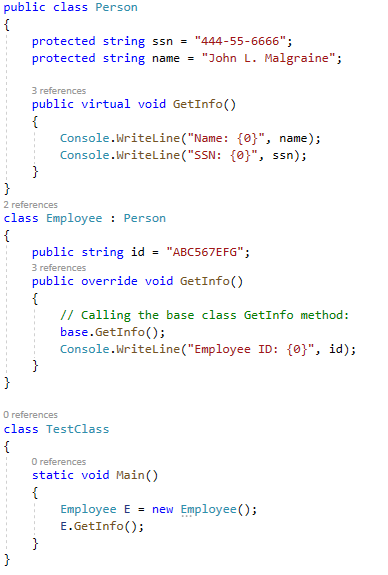 public class Person
{
    protected string ssn = "444-55-6666";
    protected string name = "John L. Malgraine";
    3 references
    public virtual void GetInfo()
    {
        Console.WriteLine("Name: {0}", name);
        Console.WriteLine("SSN: {0}", ssn);
    }
}
2 references
class Employee : Person
{
    public string id = "ABC567EFG";
    3 references
    public override void GetInfo()
    {
        // Calling the base class GetInfo method:
        base.GetInfo();
        Console.WriteLine("Employee ID: {0}", id);
    }
}
0 references
class TestClass
{
    0 references
    static void Main()
    {
        Employee E = new Employee();
        E.GetInfo();
    }
}